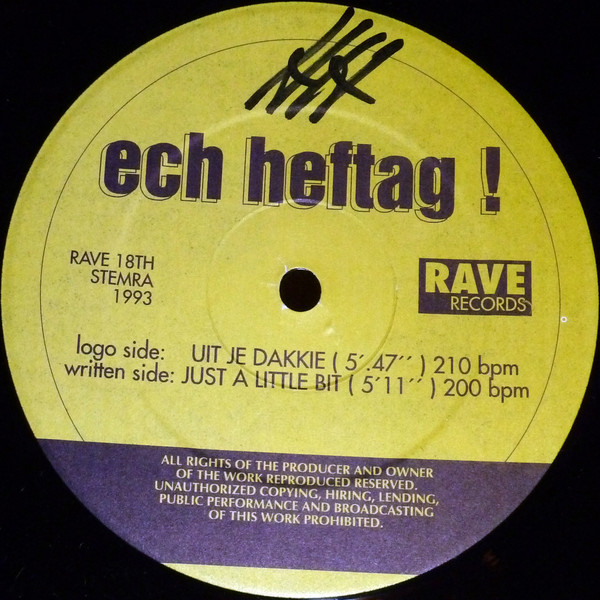 ech heftag !
RAVE 18TH
STEMRA
1993
RAVE
RECORDS
logo side: UIT JE DAKKIE ( 5´.47´´ ) 210 bpm
written side: JUST A LITTLE BIT ( 5´11´´ ) 200 bpm
ALL RIGHTS OF THE PRODUCER AND OWNER
OF THE WORK REPRODUCED RESERVED.
UNAUTHORIZED COPYING, HIRING, LENDING,
PUBLIC PERFORMANCE AND BROADCASTING
OF THIS WORK PROHIBITED.